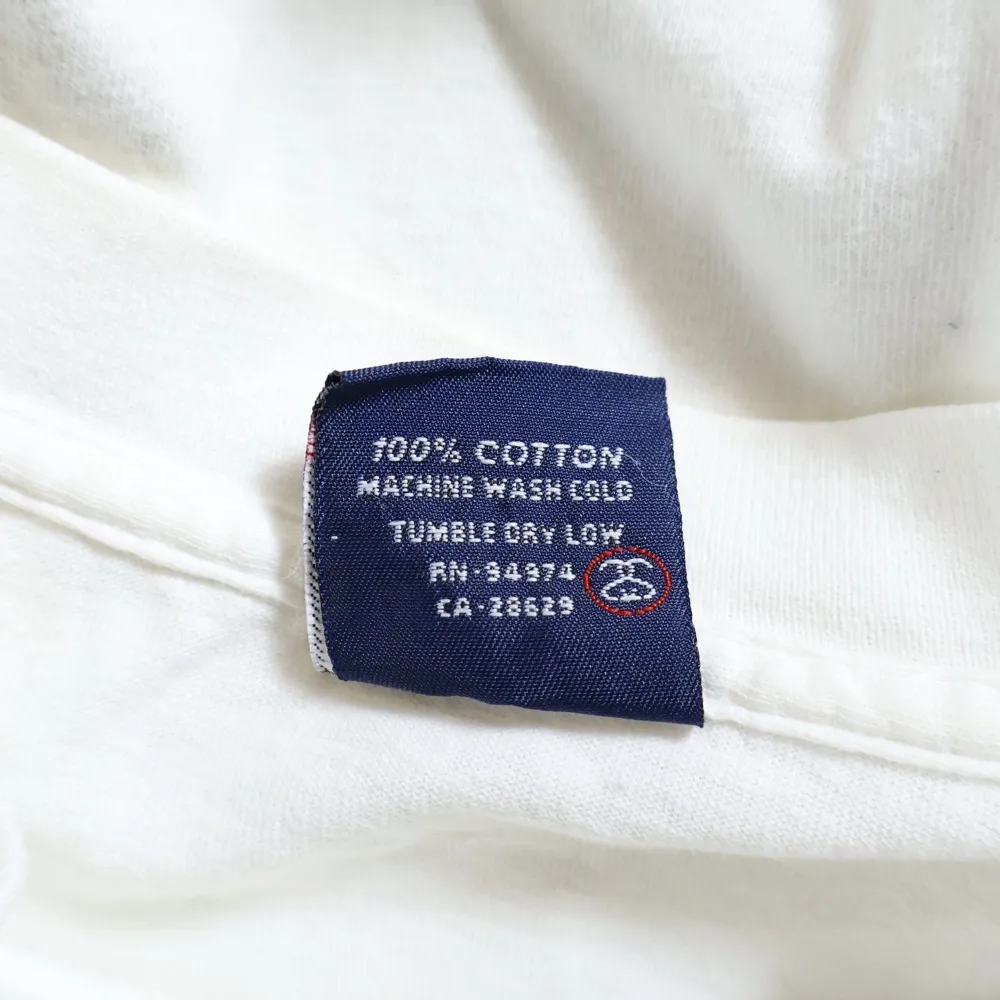 100% COTTON
MACHINE WASH COLD
TUMBLE DRY LOW
RN-94974
CA-28629